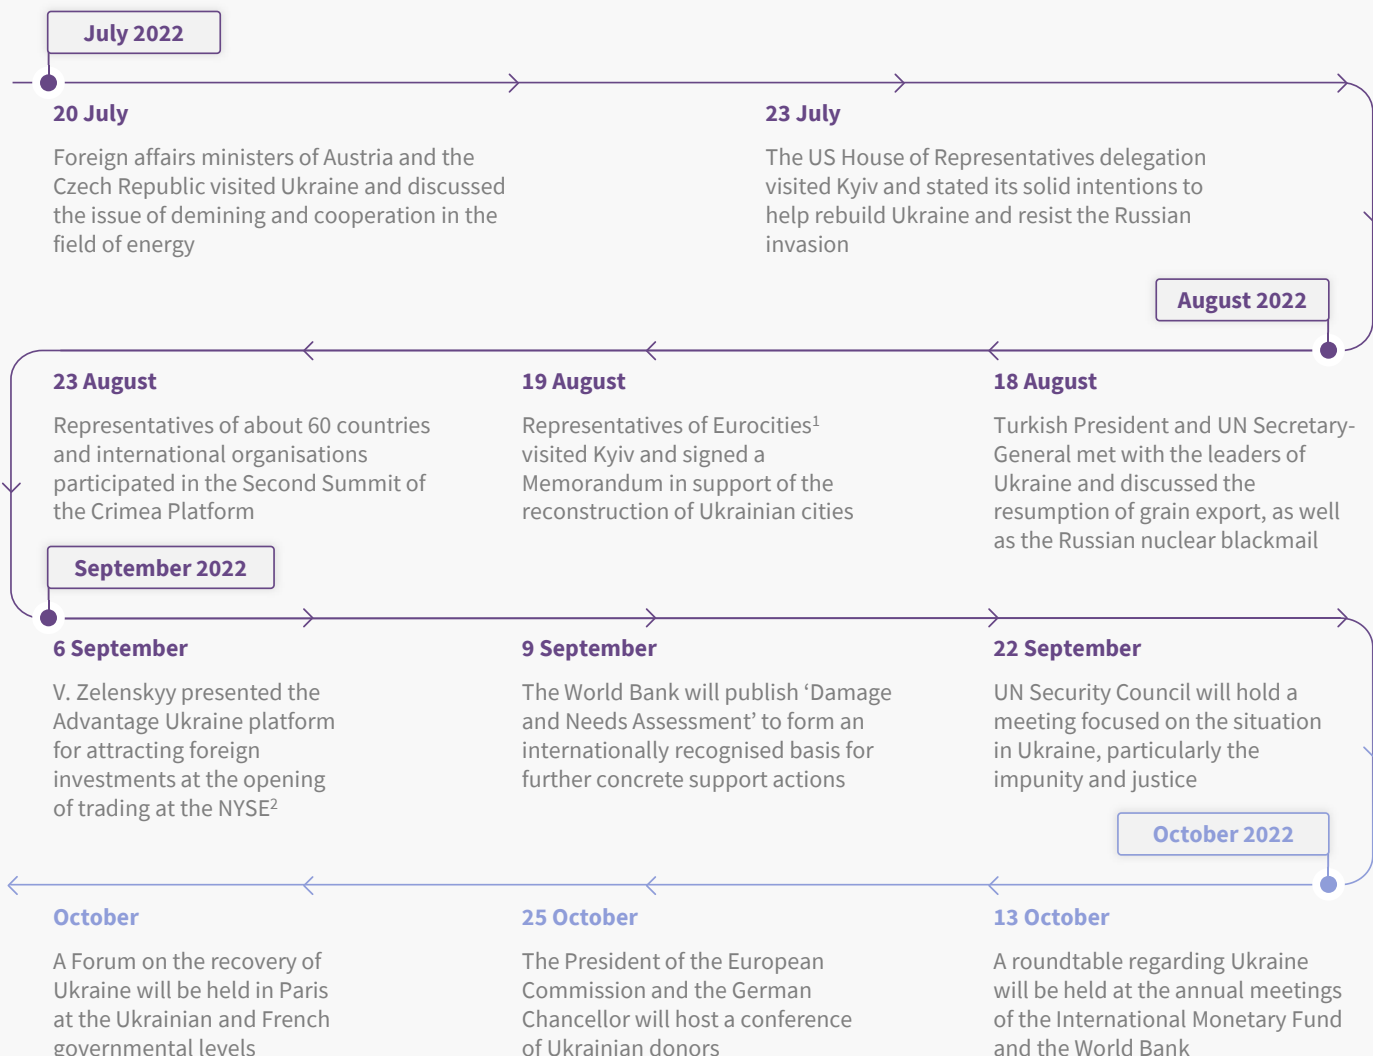 July 2022
20 July
Foreign affairs ministers of Austria and the
Czech Republic visited Ukraine and discussed
the issue of demining and cooperation in the
field of energy
23 July
The US House of Representatives delegation
visited Kyiv and stated its solid intentions to
help rebuild Ukraine and resist the Russian
invasion
August 2022
18 August
Turkish President and UN Secretary-
General met with the leaders of
Ukraine and discussed the
resumption of grain export, as well
as the Russian nuclear blackmail
19 August
Representatives of Eurocities¹
visited Kyiv and signed a
Memorandum in support of the
reconstruction of Ukrainian cities
23 August
Representatives of about 60 countries
and international organisations
participated in the Second Summit of
the Crimea Platform
September 2022
6 September
V. Zelenskyy presented the
Advantage Ukraine platform
for attracting foreign
investments at the opening
of trading at the NYSE²
9 September
The World Bank will publish ‘Damage
and Needs Assessment’ to form an
internationally recognised basis for
further concrete support actions
22 September
UN Security Council will hold a
meeting focused on the situation
in Ukraine, particularly the
impunity and justice
October 2022
13 October
A roundtable regarding Ukraine
will be held at the annual meetings
of the International Monetary Fund
and the World Bank
25 October
The President of the European
Commission and the German
Chancellor will host a conference
of Ukrainian donors
October
A Forum on the recovery of
Ukraine will be held in Paris
at the Ukrainian and French
governmental levels